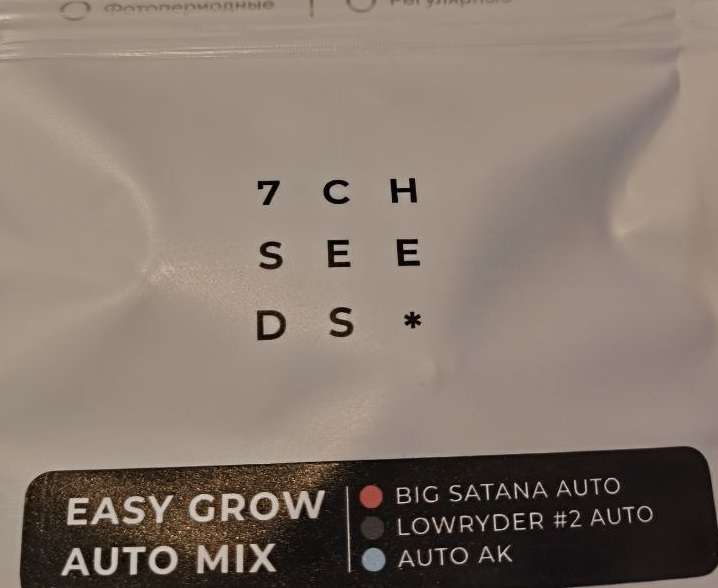 Фотопериодные | Регулярные
7 C H
S E E
D S *
EASY GROW
AUTO MIX
BIG SATANA AUTO
LOWRYDER #2 AUTO
AUTO AK